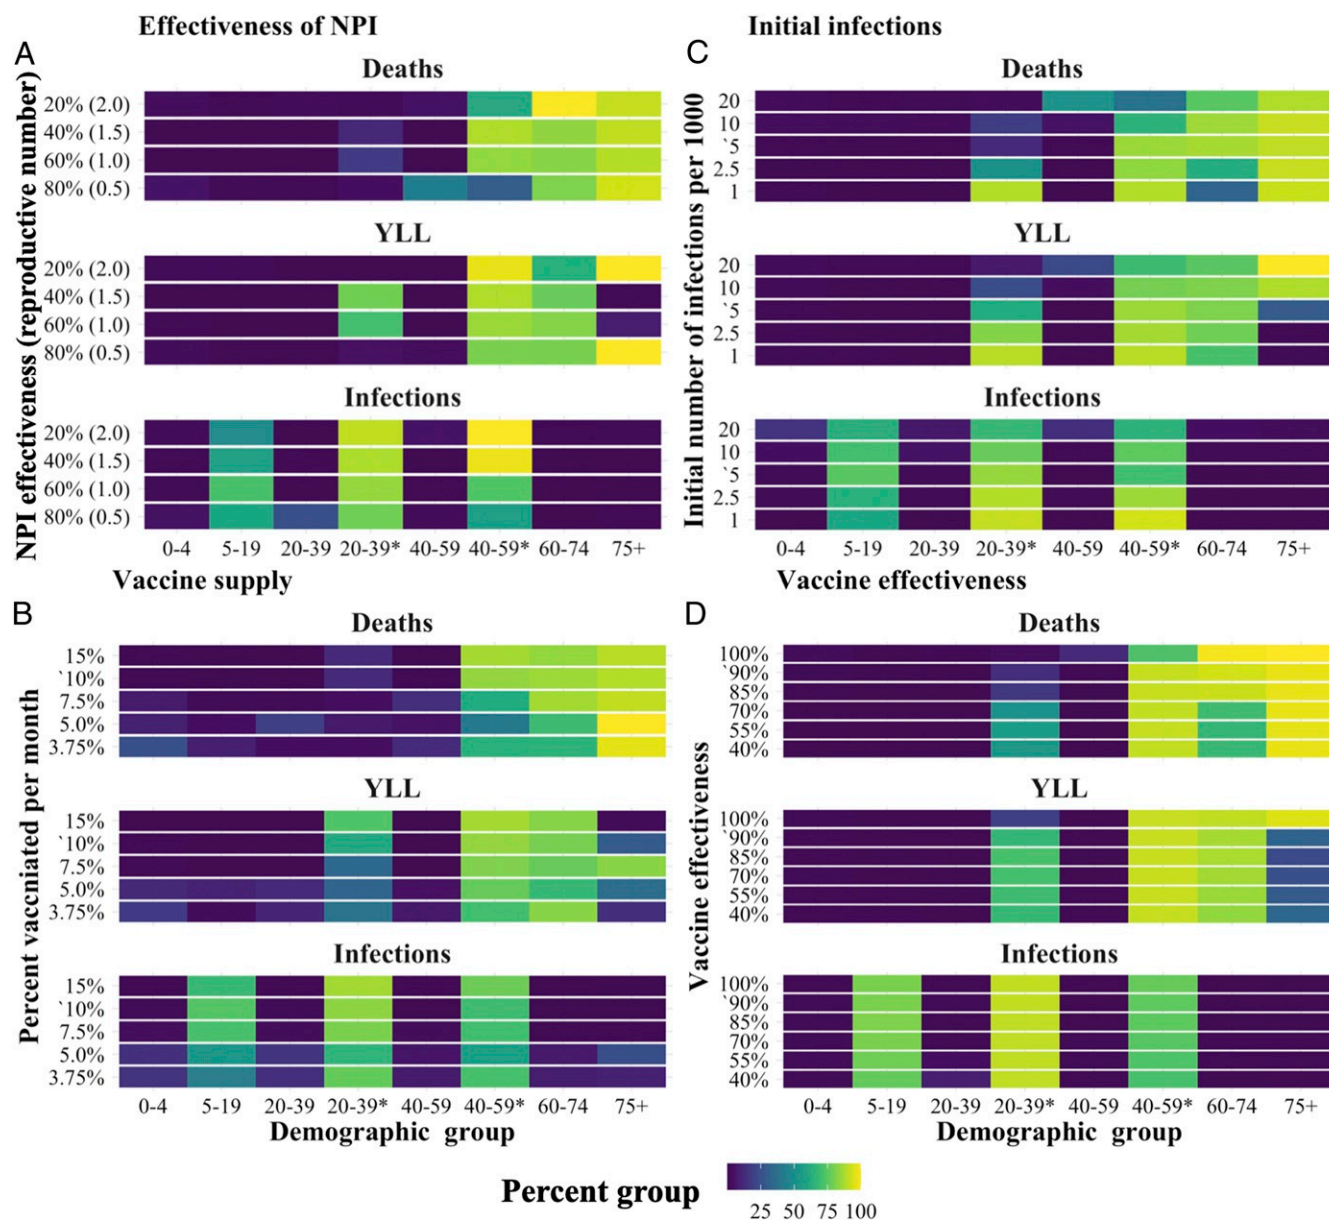 Effectiveness of NPI
A
Deaths
NPI effectiveness (reproductive number)
20% (2.0)
40% (1.5)
60% (1.0)
80% (0.5)
YLL
20% (2.0)
40% (1.5)
60% (1.0)
80% (0.5)
Infections
20% (2.0)
40% (1.5)
60% (1.0)
80% (0.5)
0-4 5-19 20-39 20-39* 40-59 40-59* 60-74 75+
Initial infections
C
Deaths
Initial number of infections per 1000
20
10
`5
2.5
1
YLL
20
10
`5
2.5
1
Infections
20
10
`5
2.5
1
0-4 5-19 20-39 20-39* 40-59 40-59* 60-74 75+
Vaccine supply
B
Deaths
Percent vaccniated per month
15%
`10%
7.5%
5.0%
3.75%
YLL
15%
`10%
7.5%
5.0%
3.75%
Infections
15%
`10%
7.5%
5.0%
3.75%
0-4 5-19 20-39 20-39* 40-59 40-59* 60-74 75+
Demographic group
Vaccine effectiveness
D
Deaths
Vaccine effectiveness
100%
`90%
85%
70%
55%
40%
YLL
100%
`90%
85%
70%
55%
40%
Infections
100%
`90%
85%
70%
55%
40%
0-4 5-19 20-39 20-39* 40-59 40-59* 60-74 75+
Demographic group
Percent group
25 50 75 100